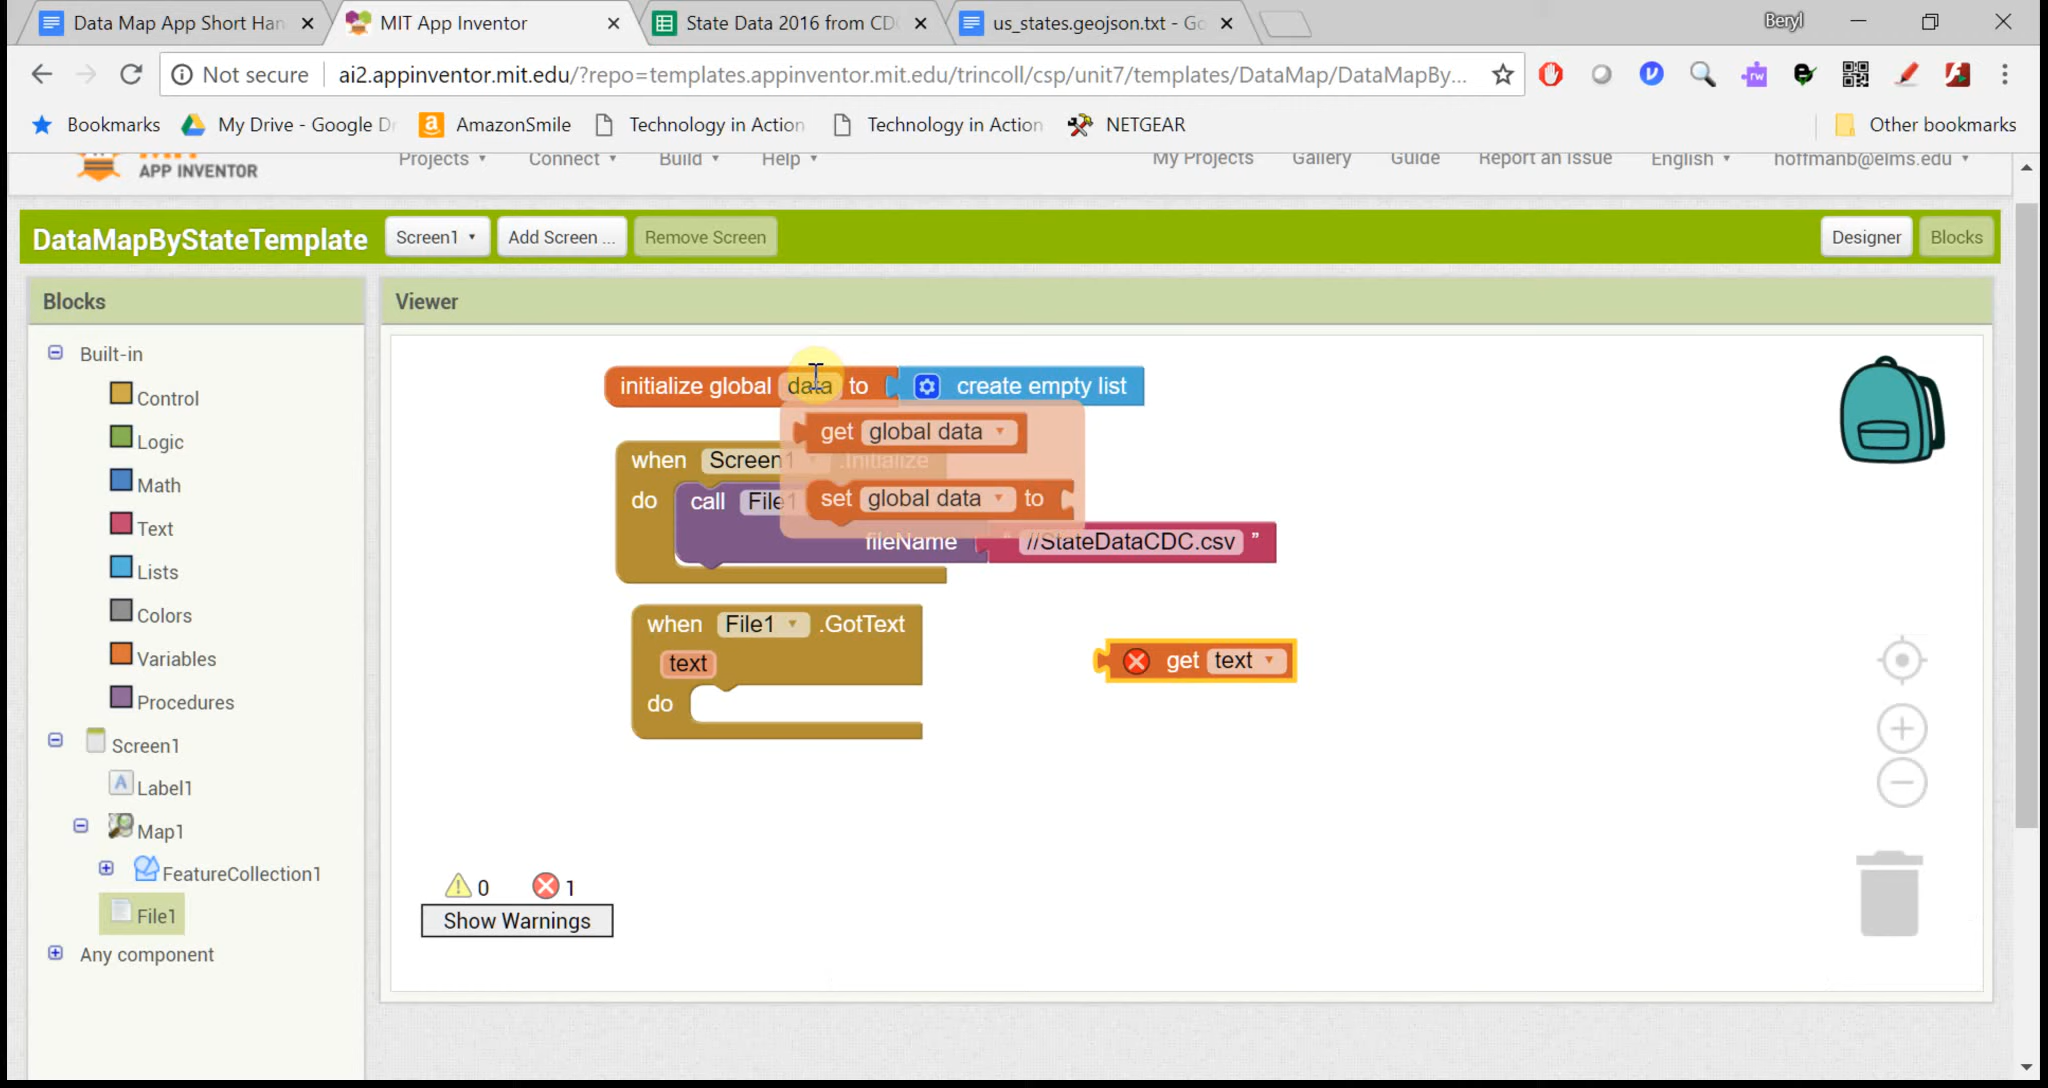 Data Map App Short Han
MIT App Inventor
State Data 2016 from CDC
us_states.geojson.txt - Go
Beryl
Not secure
ai2.appinventor.mit.edu/?repo=templates.appinventor.mit.edu/trincoll/csp/unit7/templates/DataMap/DataMapBy...
Bookmarks
My Drive - Google Dr
AmazonSmile
Technology in Action
Technology in Action
NETGEAR
Other bookmarks
APP INVENTOR
Projects
Connect
Build
Help
My Projects
Gallery
Guide
Report an Issue
English
hoffmanb@elms.edu
DataMapByStateTemplate
Screen1
Add Screen ...
Remove Screen
Designer
Blocks
Blocks
Viewer
Built-in
Control
Logic
Math
Text
Lists
Colors
Variables
Procedures
Screen1
Label1
Map1
FeatureCollection1
File1
Any component
initialize global data to create empty list
get global data
when Screen1 .Initialize
set global data to
do call File1
fileName " //StateDataCDC.csv "
when File1 .GotText
text
do
get text
0 1
Show Warnings